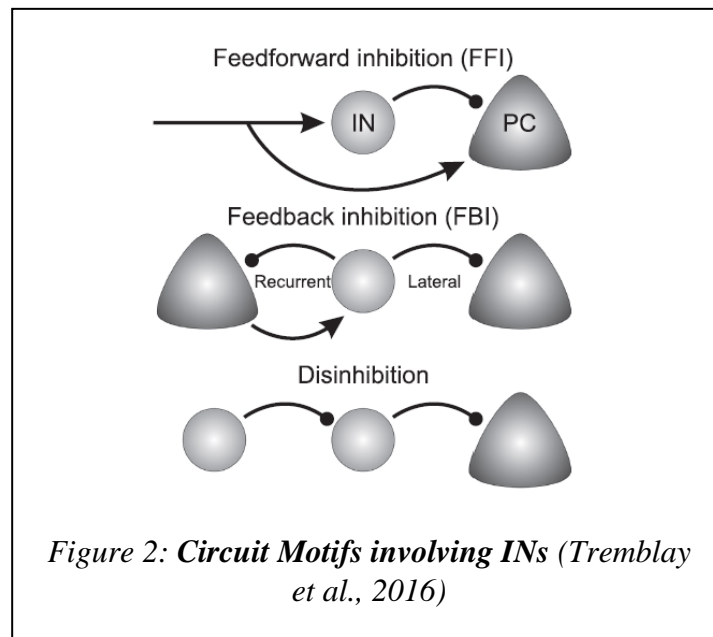 Feedforward inhibition (FFI)
IN
PC
Feedback inhibition (FBI)
Recurrent
Lateral
Disinhibition
Figure 2: Circuit Motifs involving INs (Tremblay
et al., 2016)